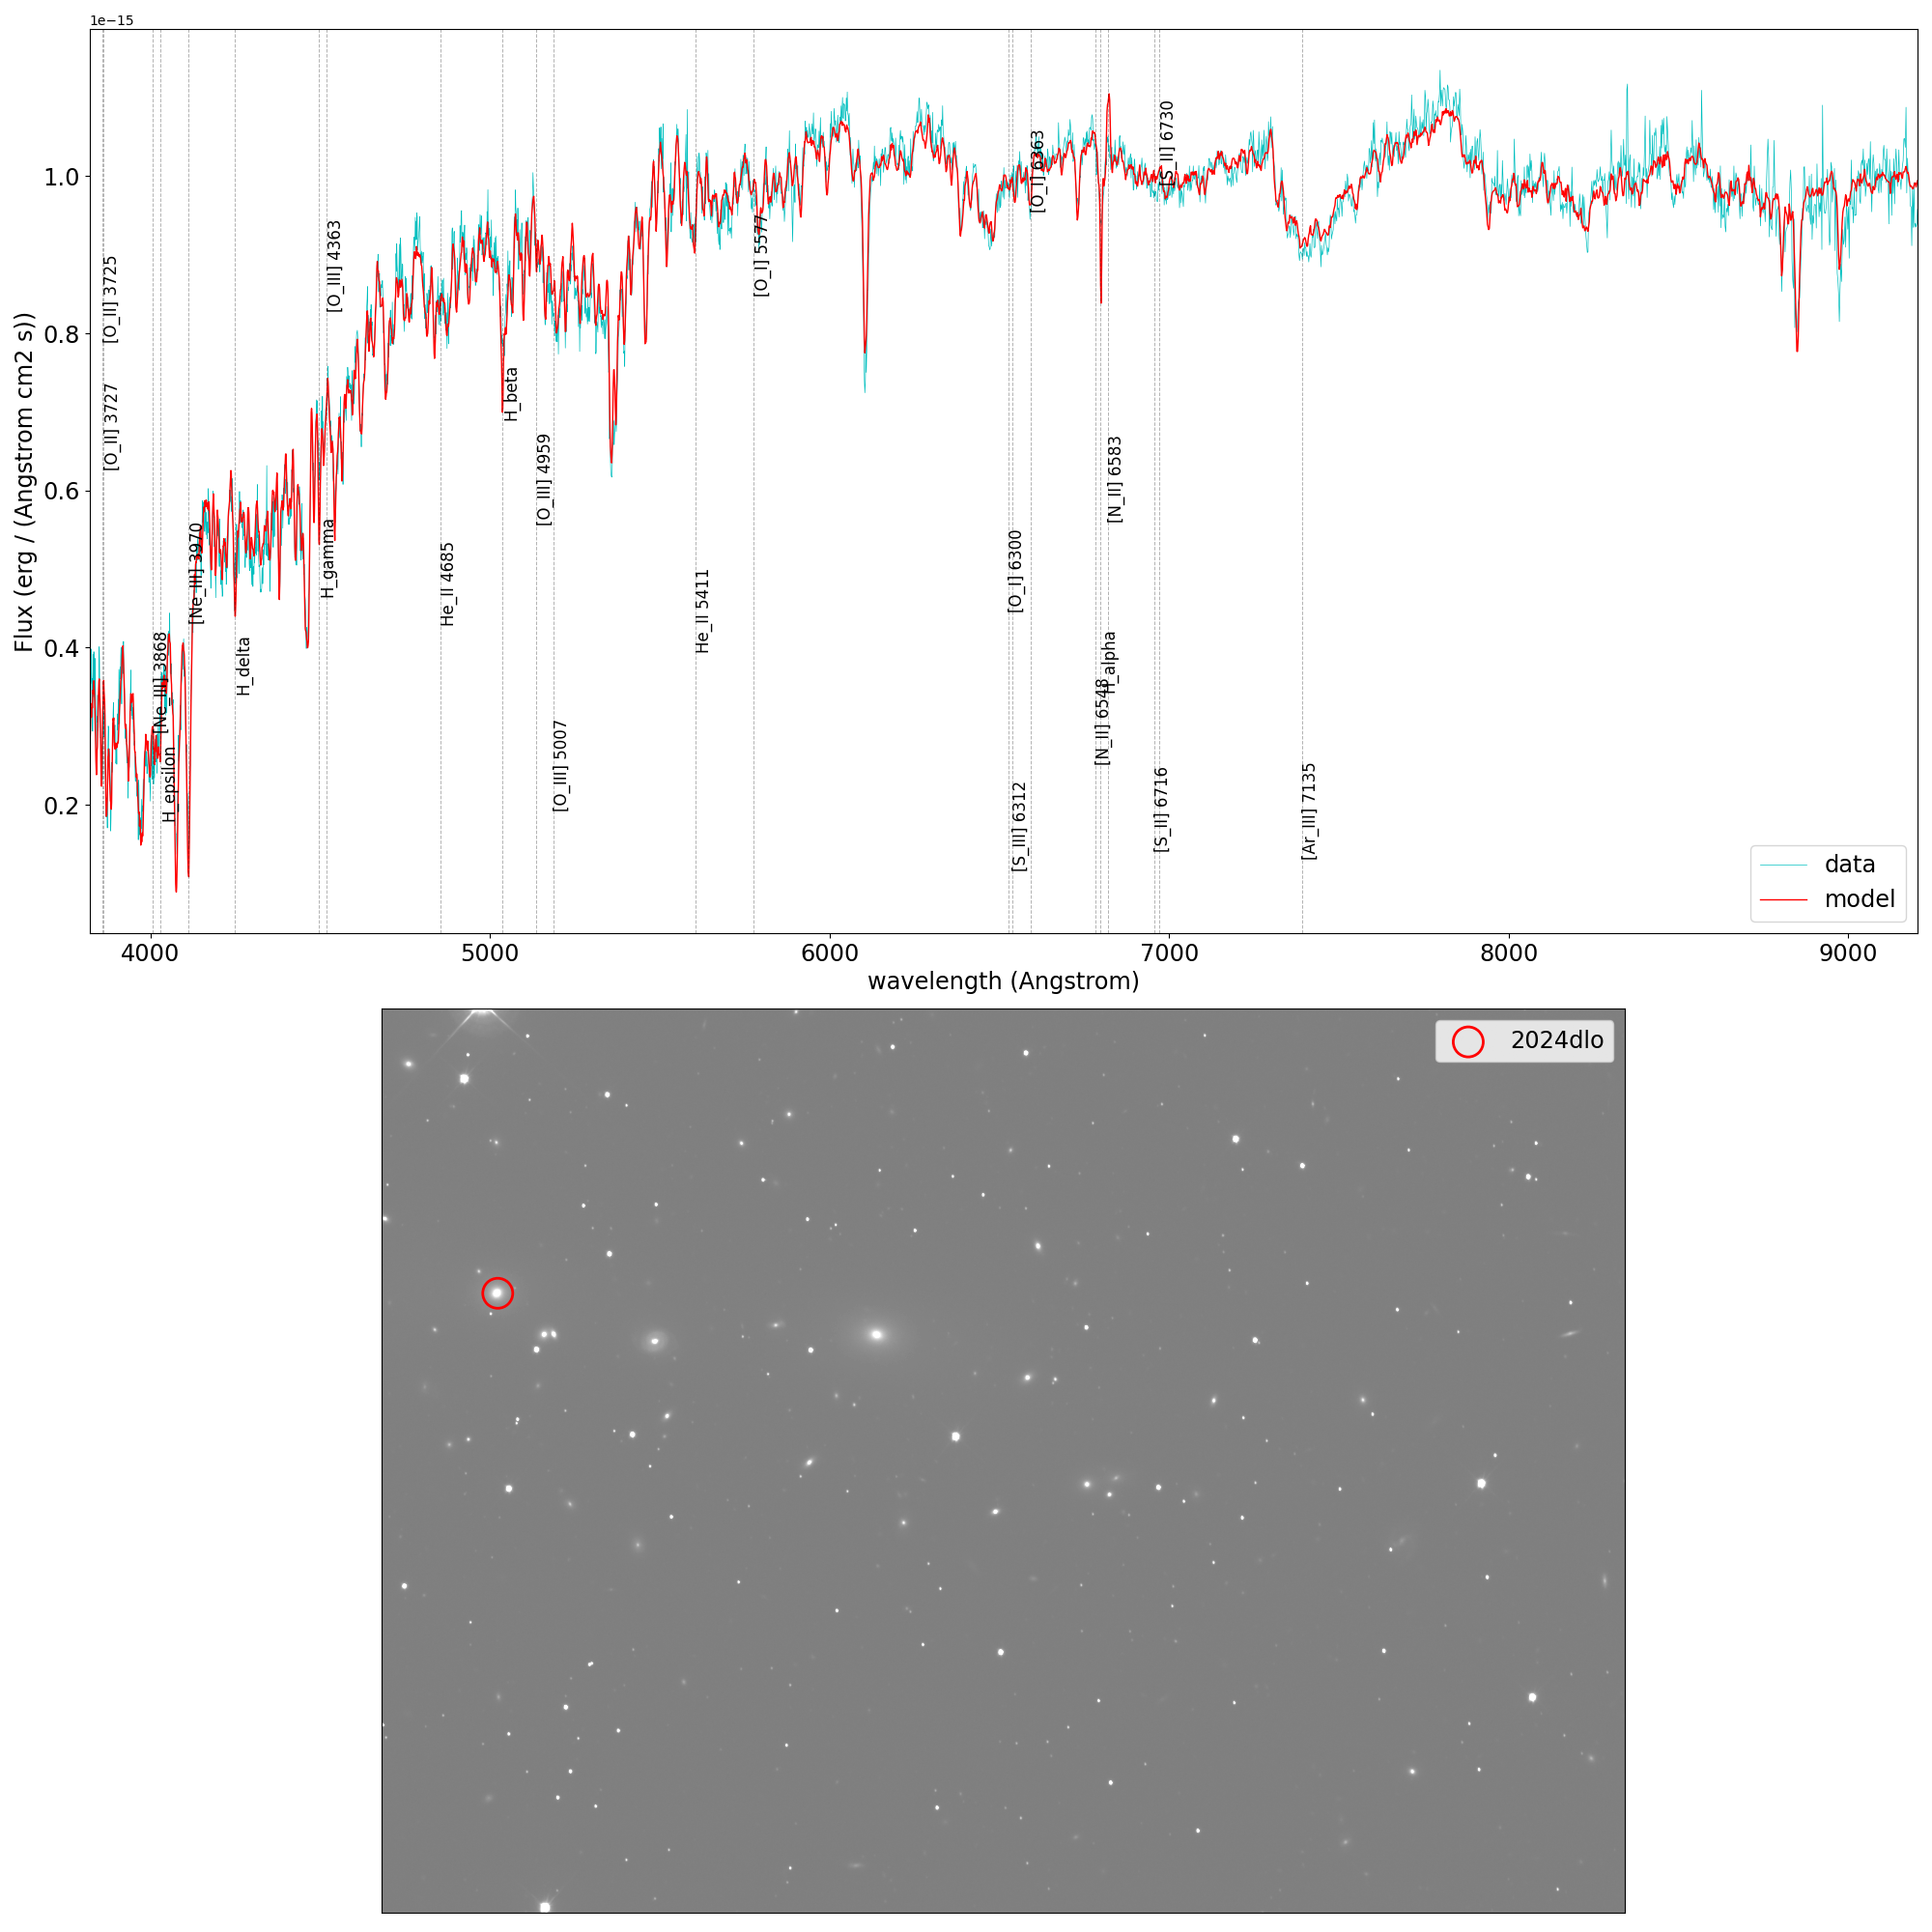 1e−15
Flux (erg / (Angstrom cm2 s))
1.0
0.8
0.6
0.4
0.2
[O_II] 3725
[O_II] 3727
H_epsilon
[Ne_III] 3868
[Ne_III] 3970
H_delta
H_gamma
[O_III] 4363
He_II 4685
H_beta
[O_III] 4959
[O_III] 5007
He_II 5411
[O_I] 5577
[O_I] 6300
[S_III] 6312
[O_I] 6363
[N_II] 6548
H_alpha
[N_II] 6583
[S_II] 6716
[S_II] 6730
[Ar_III] 7135
data
model
4000
5000
6000
7000
8000
9000
wavelength (Angstrom)
2024dlo